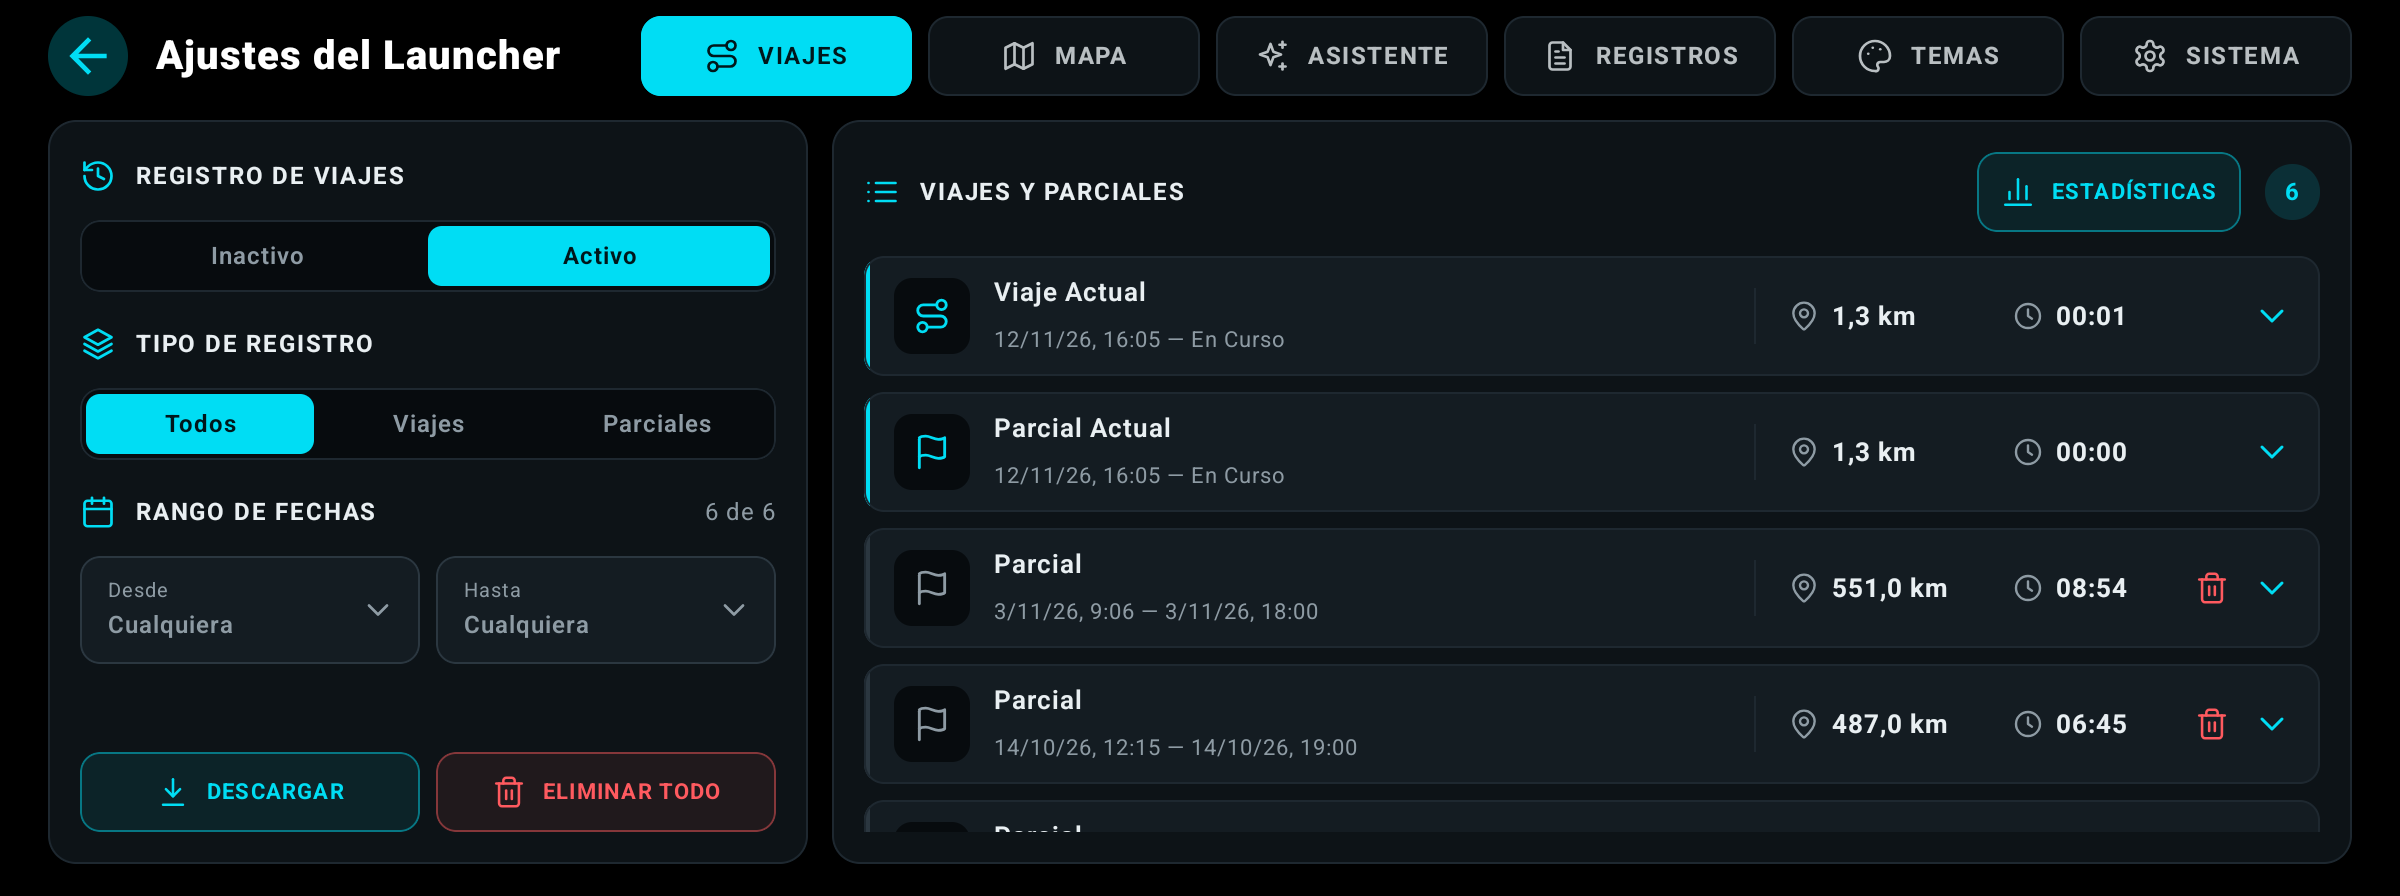 Ajustes del Launcher
VIAJES
MAPA
ASISTENTE
REGISTROS
TEMAS
SISTEMA
REGISTRO DE VIAJES
Inactivo
Activo
TIPO DE REGISTRO
Todos
Viajes
Parciales
RANGO DE FECHAS
6 de 6
Desde
Cualquiera
Hasta
Cualquiera
DESCARGAR
ELIMINAR TODO
VIAJES Y PARCIALES
ESTADÍSTICAS
6
Viaje Actual
12/11/26, 16:05 — En Curso
1,3 km
00:01
Parcial Actual
12/11/26, 16:05 — En Curso
1,3 km
00:00
Parcial
3/11/26, 9:06 — 3/11/26, 18:00
551,0 km
08:54
Parcial
14/10/26, 12:15 — 14/10/26, 19:00
487,0 km
06:45
Parcial